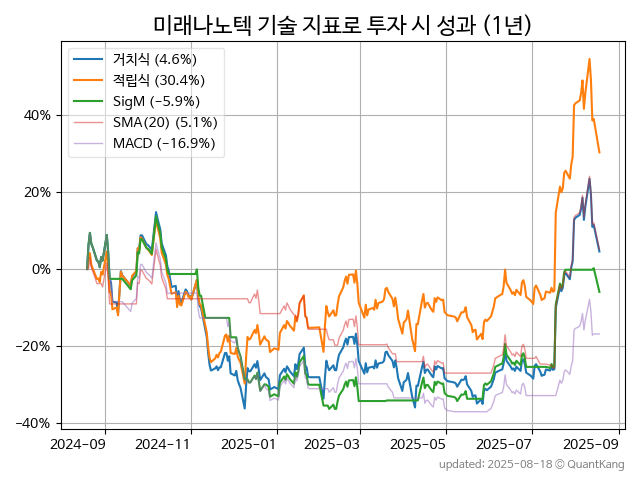 미래나노텍 기술 지표로 투자 시 성과 (1년)
거치식 (4.6%)
적립식 (30.4%)
SigM (−5.9%)
SMA(20) (5.1%)
MACD (−16.9%)
40%
20%
0%
−20%
−40%
2024-09 2024-11 2025-01 2025-03 2025-05 2025-07 2025-09
updated: 2025-08-18 © QuantKang